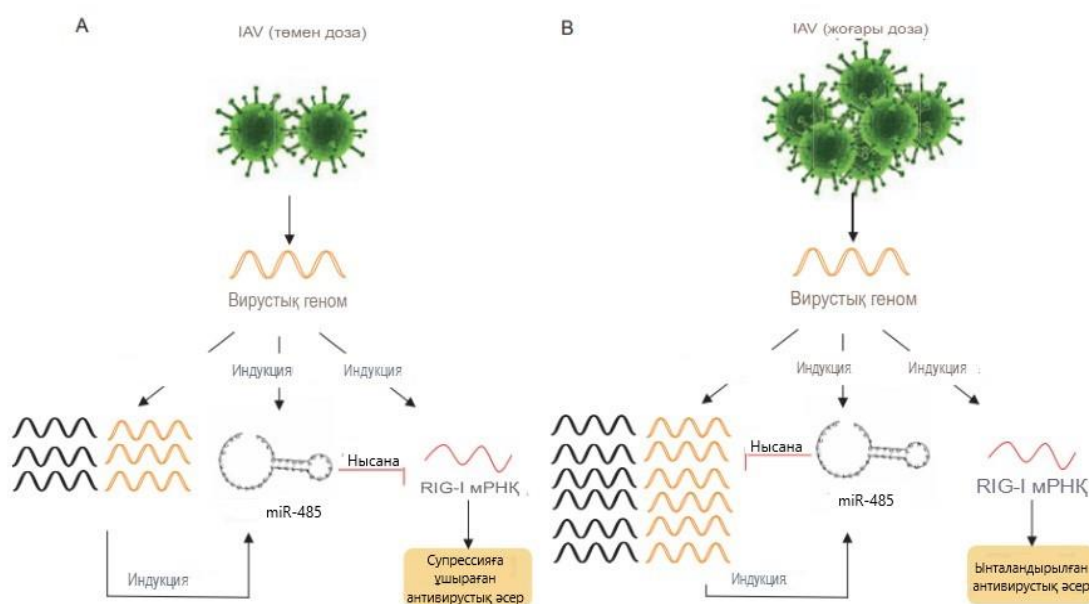 A
IAV (төмен доза)
Вирустық геном
Индукция
Индукция
Нысана
miR-485
RIG-I мРНҚ
Индукция
Супрессияға
ұшыраған
антивирустық әсер
B
IAV (жоғары доза)
Вирустық геном
Индукция
Индукция
Нысана
miR-485
RIG-I мРНҚ
Индукция
Ынталандырылған
антивирустық әсер